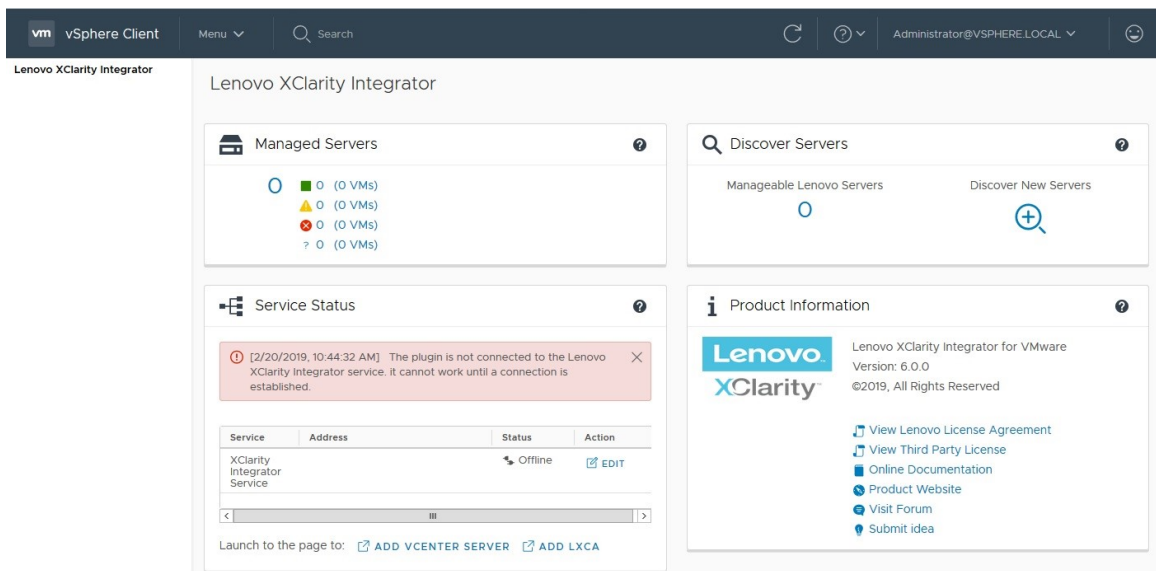 vm vSphere Client Menu Search Administrator@VSPHERE.LOCAL
Lenovo XClarity Integrator
Lenovo XClarity Integrator
Managed Servers
0
0 (0 VMs)
0 (0 VMs)
0 (0 VMs)
? 0 (0 VMs)
Discover Servers
Manageable Lenovo Servers Discover New Servers
0
Service Status
[2/20/2019, 10:44:32 AM] The plugin is not connected to the Lenovo
XClarity Integrator service. it cannot work until a connection is
established.
Service Address Status Action
XClarity Offline EDIT
Integrator
Service
Launch to the page to: ADD VCENTER SERVER ADD LXCA
Product Information
Lenovo.
XClarity™
Lenovo XClarity Integrator for VMware
Version: 6.0.0
©2019, All Rights Reserved
View Lenovo License Agreement
View Third Party License
Online Documentation
Product Website
Visit Forum
Submit idea